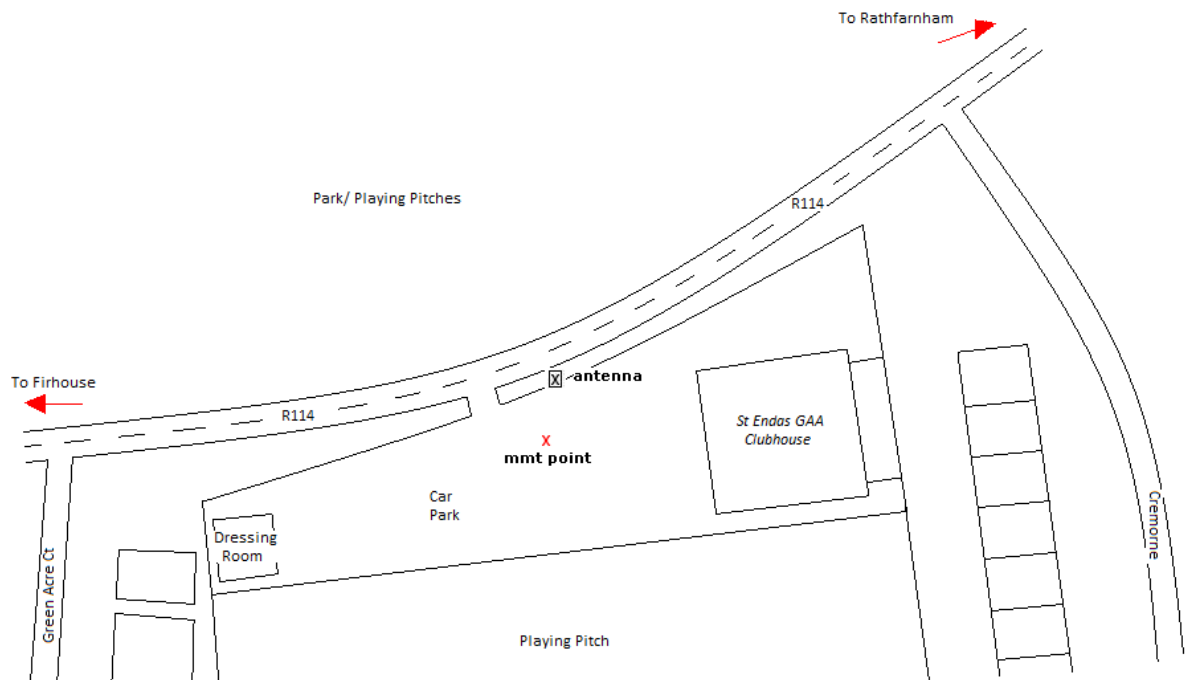 To Rathfarnham
Park/ Playing Pitches
R114
To Firhouse
X antenna
R114
St Endas GAA
Clubhouse
X
mmt point
Car
Park
Dressing
Room
Green Acre Ct
Cremorne
Playing Pitch